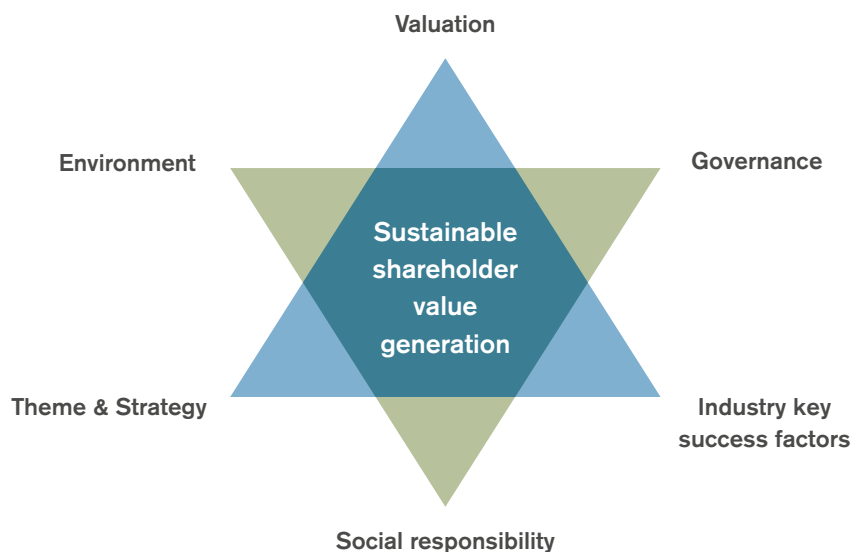 Valuation
Environment
Governance
Sustainable
shareholder
value
generation
Theme & Strategy
Industry key
success factors
Social responsibility